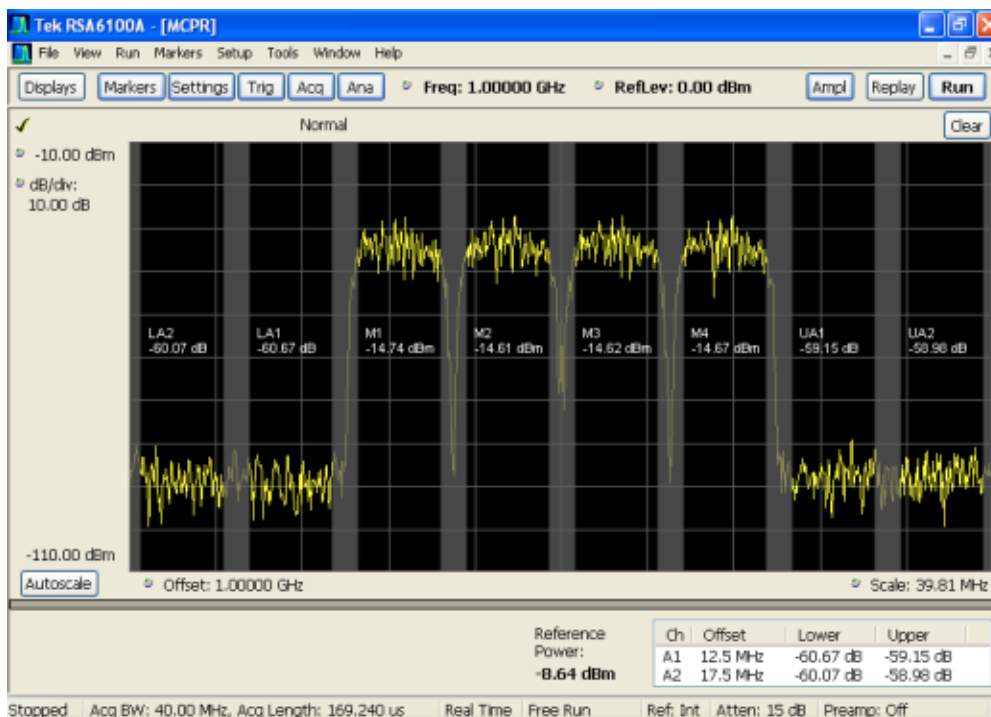 Tek RSA6100A - [MCPR]
File View Run Markers Setup Tools Window Help
Displays Markers Settings Trig Acq Ana Freq: 1.00000 GHz RefLev: 0.00 dBm Ampl Replay Run
Normal Clear
-10.00 dBm
dB/div:
10.00 dB
LA2 LA1 M1 M2 M3 M4 UA1 UA2
-60.07 dB -60.67 dB -14.74 dBm -14.61 dBm -14.62 dBm -14.67 dBm -59.15 dB -58.98 dB
-110.00 dBm
Autoscale Offset: 1.00000 GHz Scale: 39.81 MHz
Reference
Power:
-8.64 dBm
Ch Offset Lower Upper
A1 12.5 MHz -60.67 dB -59.15 dB
A2 17.5 MHz -60.07 dB -58.98 dB
Stopped Acq BW: 40.00 MHz, Acq Length: 169.240 us Real Time Free Run Ref: Int Atten: 15 dB Preamp: Off